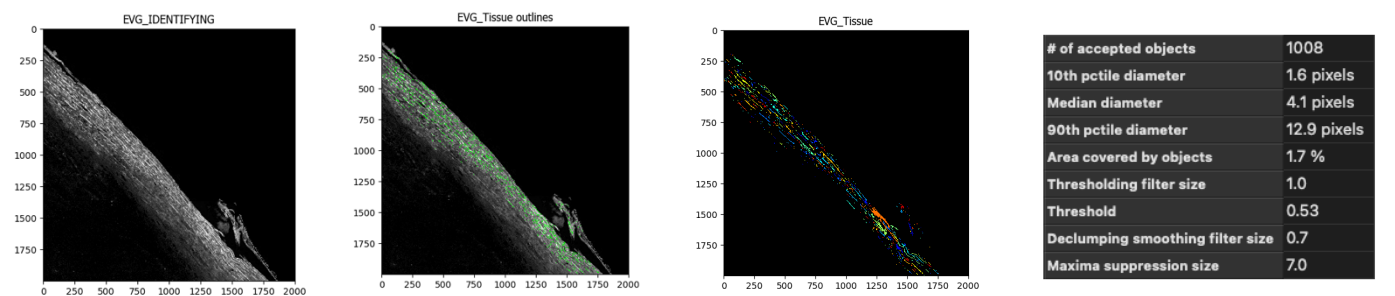 EVG_IDENTIFYING
0
250
500
750
1000
1250
1500
1750
0 250 500 750 1000 1250 1500 1750 2000
EVG_Tissue outlines
0
250
500
750
1000
1250
1500
1750
0 250 500 750 1000 1250 1500 1750 2000
EVG_Tissue
0
250
500
750
1000
1250
1500
1750
0 250 500 750 1000 1250 1500 1750 2000
# of accepted objects 1008
10th pctile diameter 1.6 pixels
Median diameter 4.1 pixels
90th pctile diameter 12.9 pixels
Area covered by objects 1.7 %
Thresholding filter size 1.0
Threshold 0.53
Declumping smoothing filter size 0.7
Maxima suppression size 7.0